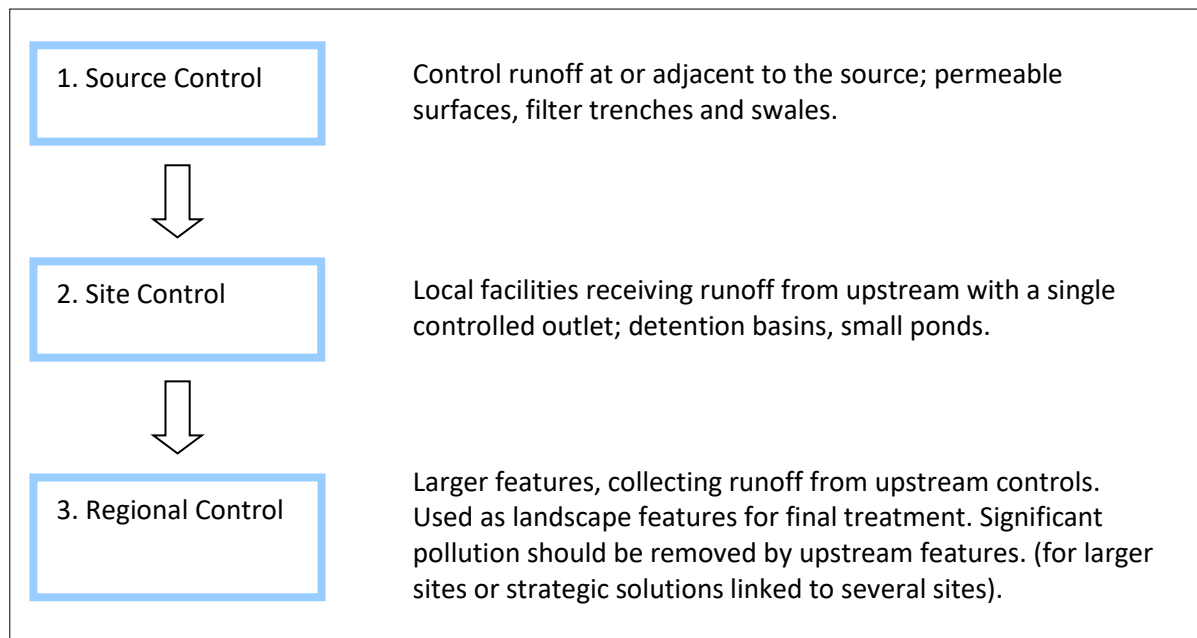 1. Source Control
Control runoff at or adjacent to the source; permeable
surfaces, filter trenches and swales.
2. Site Control
Local facilities receiving runoff from upstream with a single
controlled outlet; detention basins, small ponds.
3. Regional Control
Larger features, collecting runoff from upstream controls.
Used as landscape features for final treatment. Significant
pollution should be removed by upstream features. (for larger
sites or strategic solutions linked to several sites).